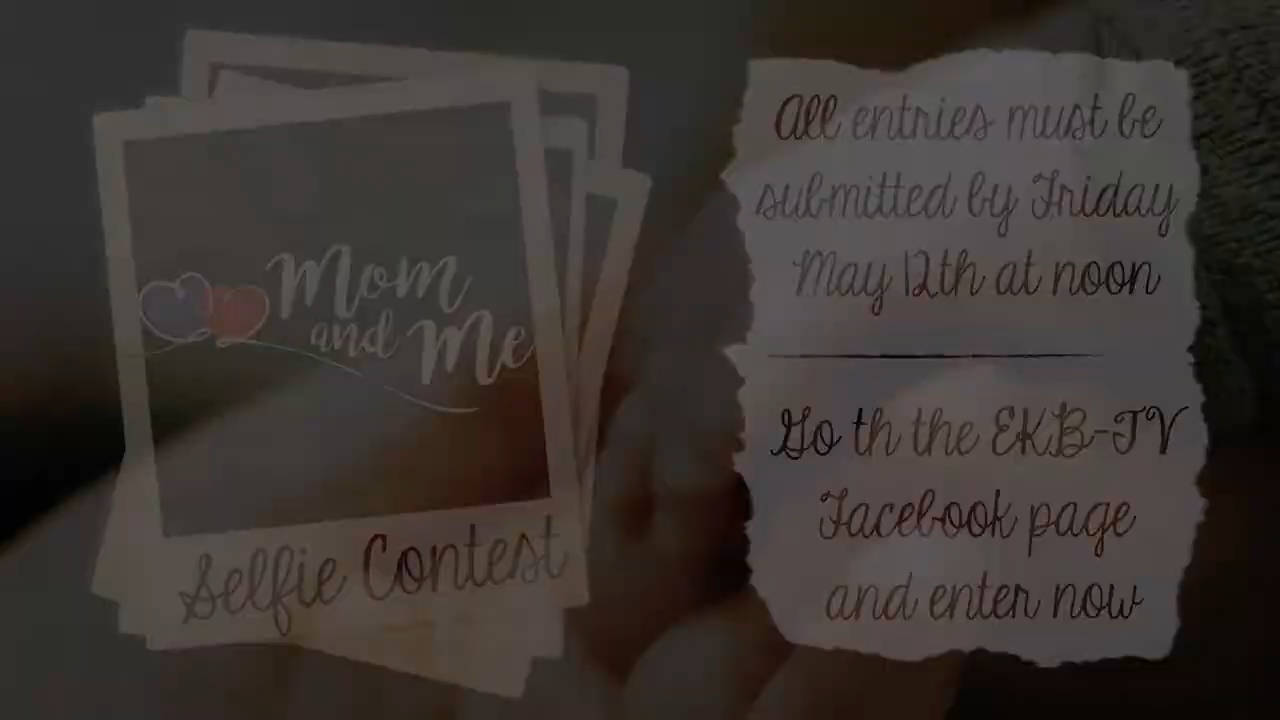 Mom
and Me
Selfie Contest
All entries must be
submitted by Friday
May 12th at noon
Go th the EKB-TV
Facebook page
and enter now